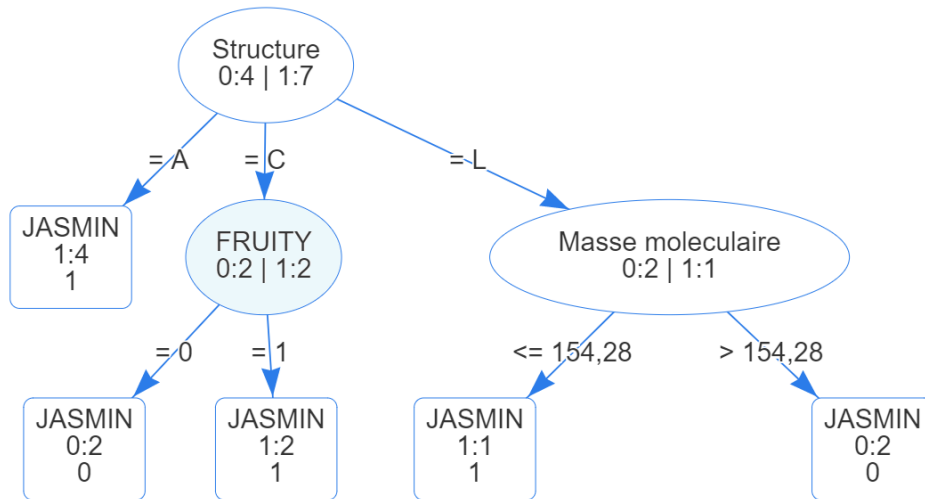 Structure
0:4 | 1:7
= A
= C
= L
JASMIN
1:4
1
FRUITY
0:2 | 1:2
Masse moleculaire
0:2 | 1:1
= 0
= 1
<= 154,28
> 154,28
JASMIN
0:2
0
JASMIN
1:2
1
JASMIN
1:1
1
JASMIN
0:2
0